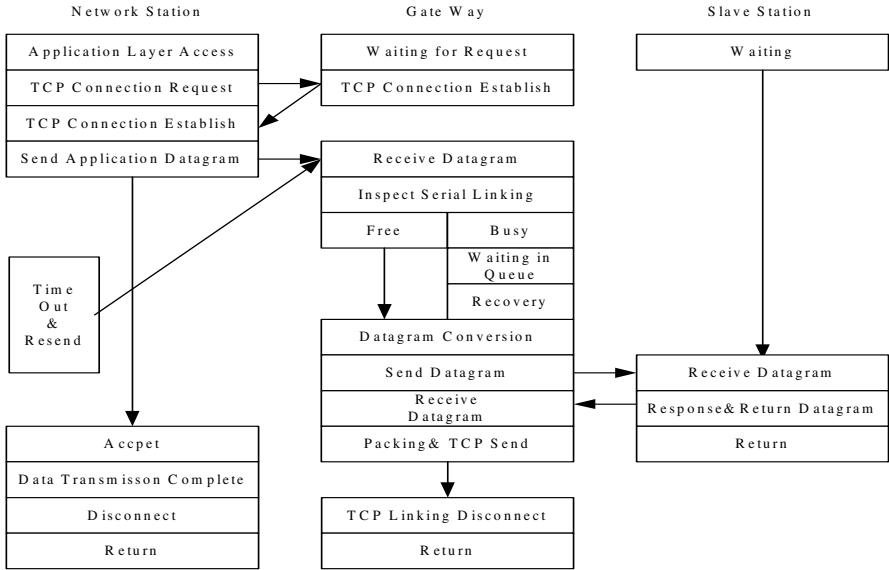 Network Station
Gate Way
Slave Station
Application Layer Access
TCP Connection Request
TCP Connection Establish
Send Application Datagram
Waiting for Request
TCP Connection Establish
Waiting
Receive Datagram
Inspect Serial Linking
Free
Busy
Waiting in
Queue
Recovery
Time
Out
&
Resend
Datagram Conversion
Send Datagram
Receive
Datagram
Packing& TCP Send
Receive Datagram
Response& Return Datagram
Return
Accpet
Data Transmisson Complete
Disconnect
Return
TCP Linking Disconnect
Return